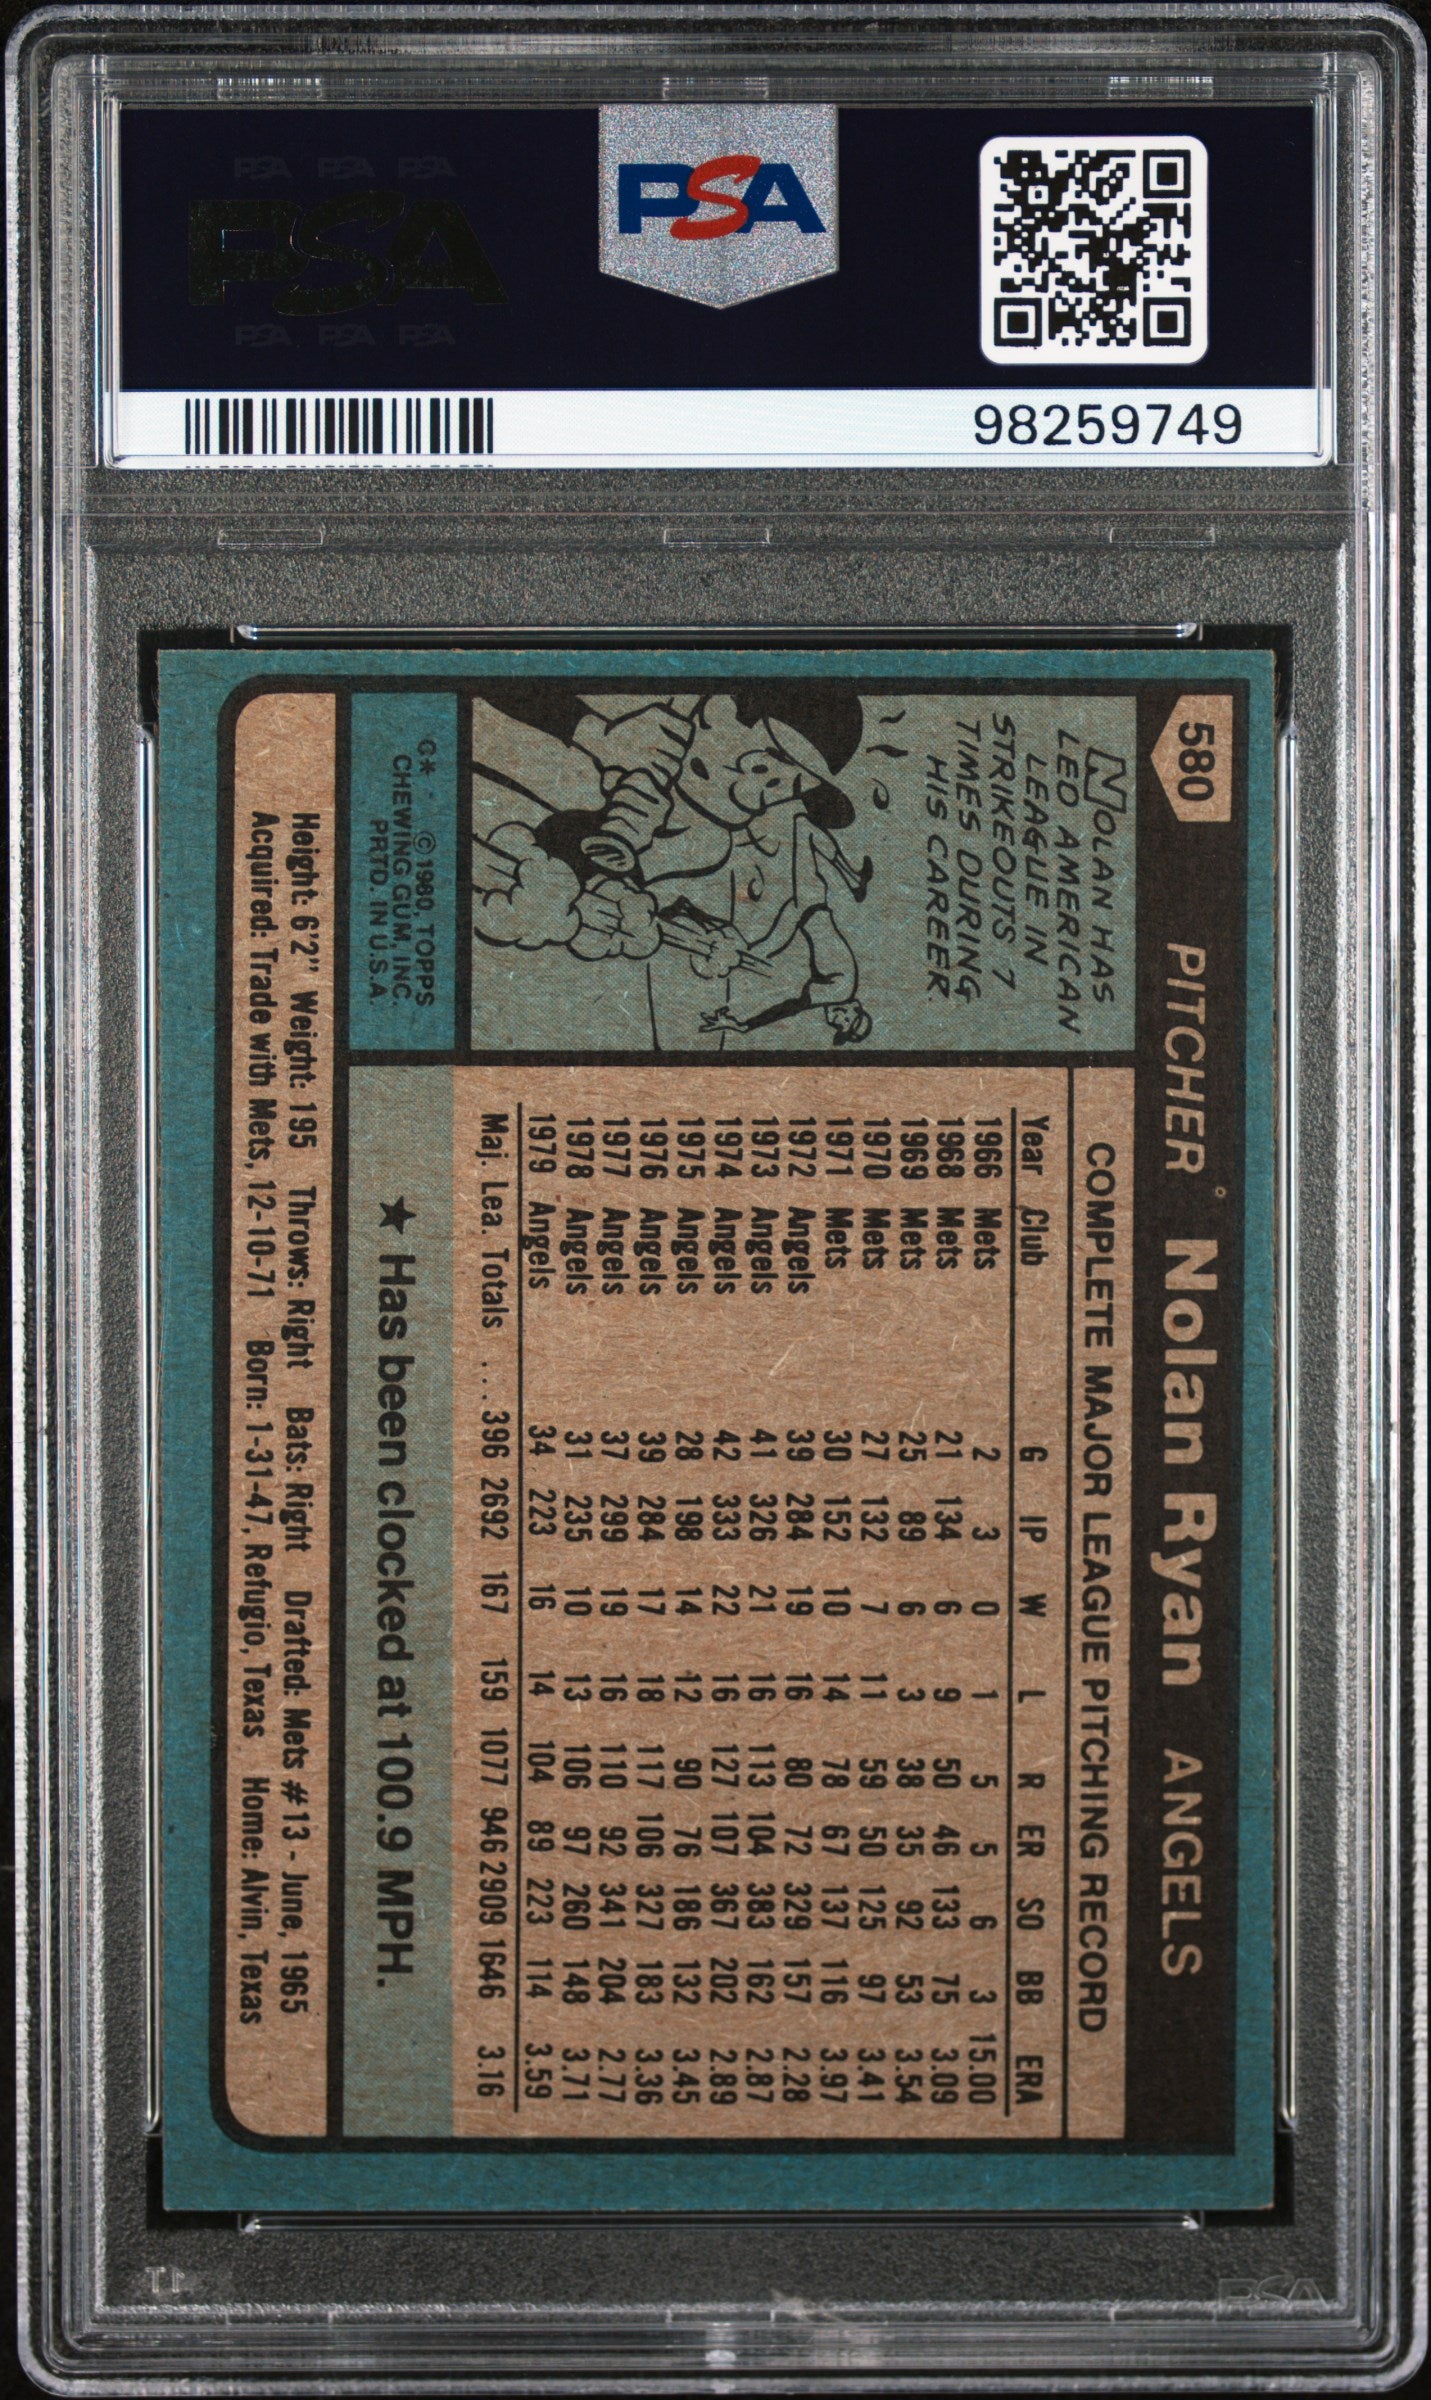 PSA PSA PSA
PSA
PSA PSA PSA
PSA
98259749
580 PITCHER Nolan Ryan ANGELS
NOLAN HAS
LED AMERICAN
LEAGUE IN
STRIKEOUTS 7
TIMES DURING
HIS CAREER.
C* ©1980, TOPPS
CHEWING GUM, INC.
PRTD. IN U.S.A.
COMPLETE MAJOR LEAGUE PITCHING RECORD
Year Club G IP W L R ER SO BB ERA
1966 Mets 2 3 0 1 5 5 6 3 15.00
1968 Mets 21 134 6 9 50 46 133 75 3.09
1969 Mets 25 89 6 3 38 35 92 53 3.54
1970 Mets 27 132 7 11 59 50 125 97 3.41
1971 Mets 30 152 10 14 78 67 137 116 3.97
1972 Angels 39 284 19 16 80 72 329 157 2.28
1973 Angels 41 326 21 16 113 104 383 162 2.87
1974 Angels 42 333 22 16 127 107 367 202 2.89
1975 Angels 28 198 14 12 90 76 186 132 3.45
1976 Angels 39 284 17 18 117 106 327 183 3.36
1977 Angels 37 299 19 16 110 92 341 204 2.77
1978 Angels 31 235 10 13 106 97 260 148 3.71
1979 Angels 34 223 16 14 104 89 223 114 3.59
Maj. Lea. Totals ....396 2692 167 159 1077 946 2909 1646 3.16
★ Has been clocked at 100.9 MPH.
Height: 6'2" Weight: 195 Throws: Right Bats: Right Drafted: Mets #13 - June, 1965
Acquired: Trade with Mets, 12-10-71 Born: 1-31-47, Refugio, Texas Home: Alvin, Texas
PSA